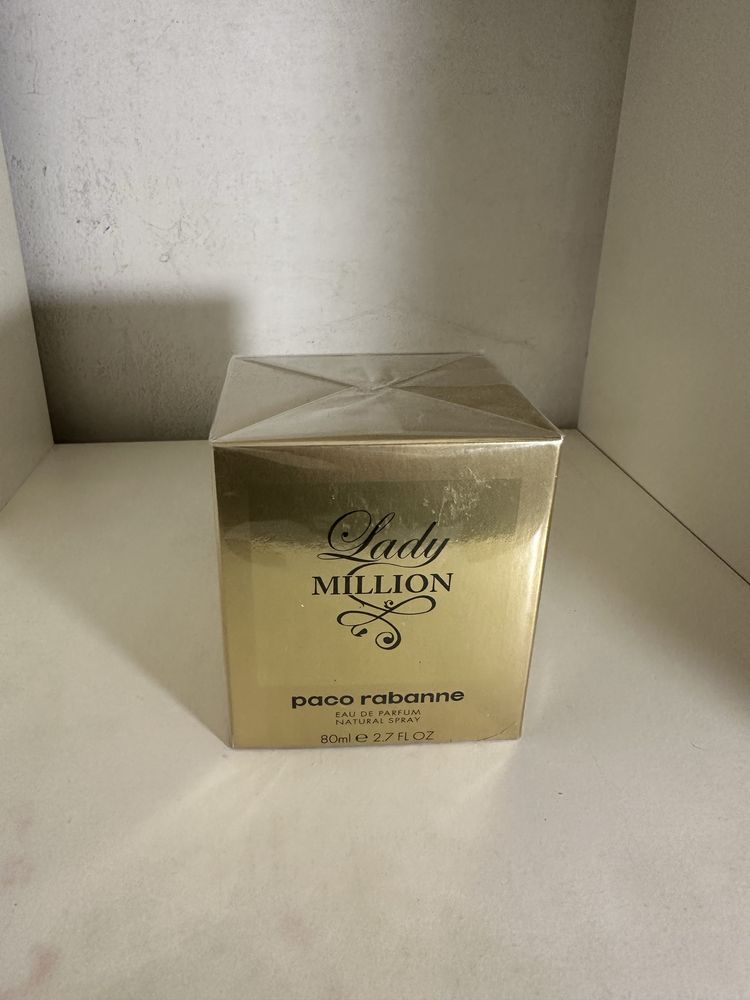 Lady
MILLION
paco rabanne
EAU DE PARFUM
NATURAL SPRAY
80ml ℮ 2.7 FL OZ